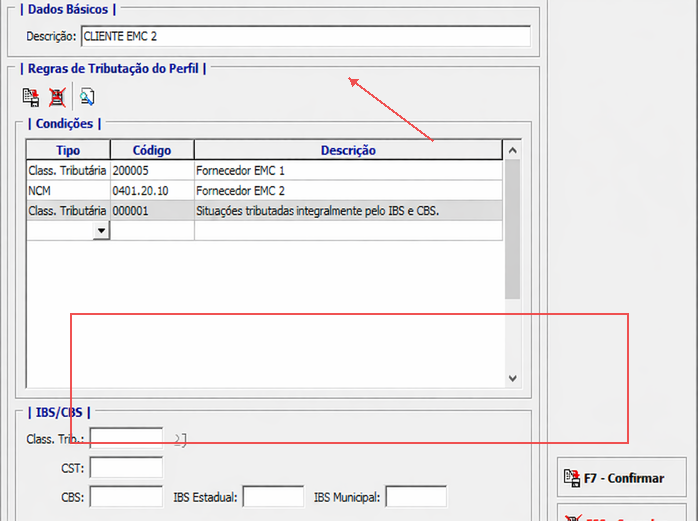 | Dados Básicos |
Descrição: CLIENTE EMC 2
| Regras de Tributação do Perfil |
| Condições |
Tipo Código Descrição
Class. Tributária 200005 Fornecedor EMC 1
NCM 0401.20.10 Fornecedor EMC 2
Class. Tributária 000001 Situações tributadas integralmente pelo IBS e CBS.
| IBS/CBS |
Class. Trib.:
CST:
CBS: IBS Estadual: IBS Municipal:
F7 - Confirmar